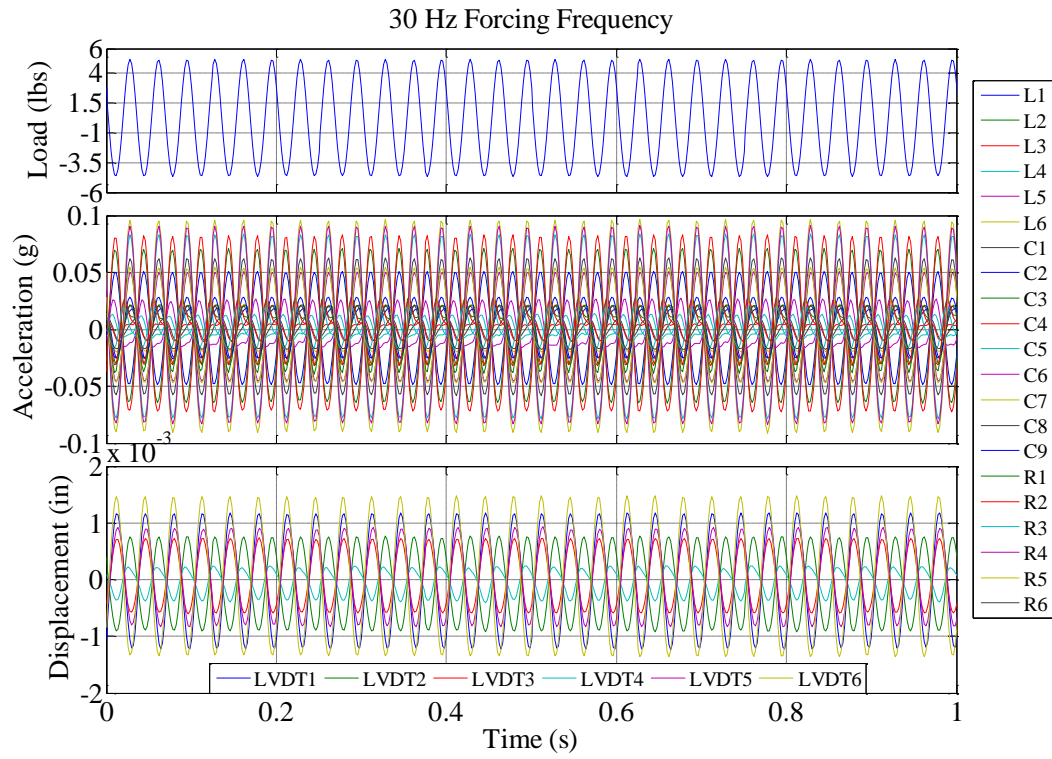 30 Hz Forcing Frequency
Load (lbs)
6
4
1.5
-1
-3.5
-6
Acceleration (g)
0.1
0.05
0
-0.05
-0.1
x 10-3
Displacement (in)
2
1
0
-1
-2
LVDT1 LVDT2 LVDT3 LVDT4 LVDT5 LVDT6
0 0.2 0.4 0.6 0.8 1
Time (s)
L1
L2
L3
L4
L5
L6
C1
C2
C3
C4
C5
C6
C7
C8
C9
R1
R2
R3
R4
R5
R6